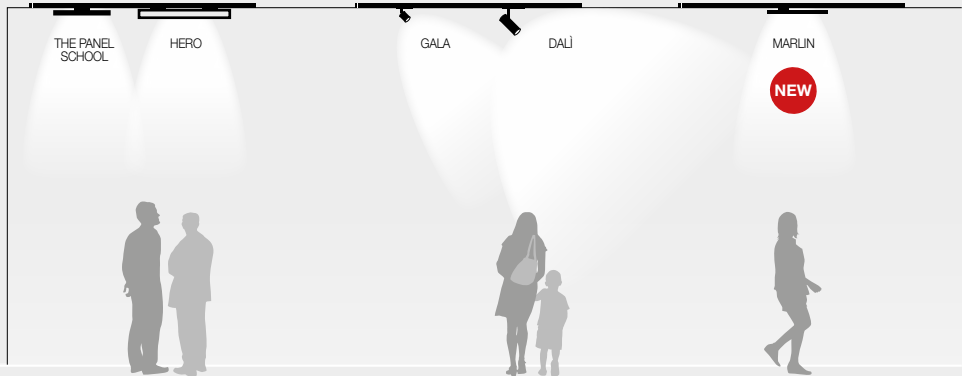 THE PANEL
SCHOOL
HERO
GALA
DALÌ
MARLIN
NEW